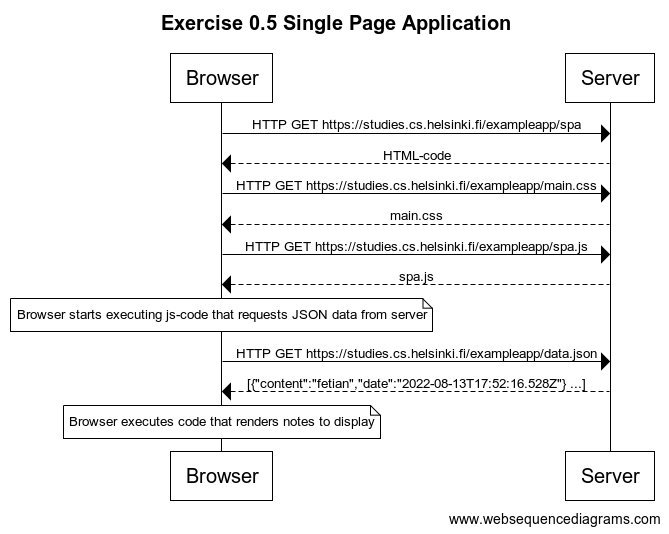 Exercise 0.5 Single Page Application
Browser
Server
HTTP GET https://studies.cs.helsinki.fi/exampleapp/spa
HTML-code
HTTP GET https://studies.cs.helsinki.fi/exampleapp/main.css
main.css
HTTP GET https://studies.cs.helsinki.fi/exampleapp/spa.js
spa.js
Browser starts executing js-code that requests JSON data from server
HTTP GET https://studies.cs.helsinki.fi/exampleapp/data.json
[{"content":"fetian","date":"2022-08-13T17:52:16.528Z"} ...]
Browser executes code that renders notes to display
Browser
Server
www.websequencediagrams.com